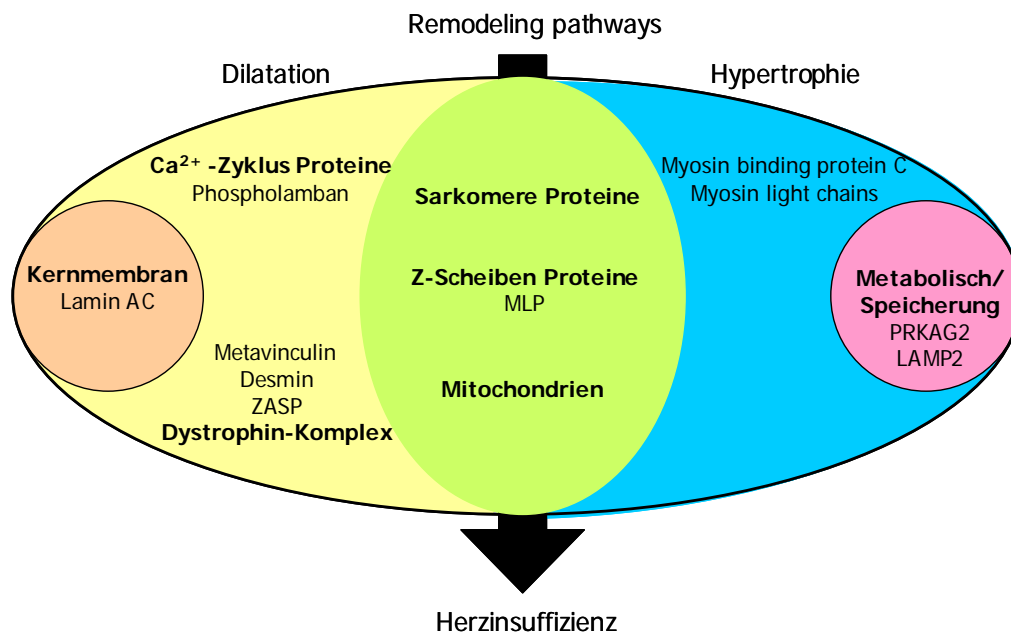 Remodeling pathways
Dilatation
Hypertrophie
Ca²⁺ -Zyklus Proteine
Phospholamban
Kernmembran
Lamin AC
Metavinculin
Desmin
ZASP
Dystrophin-Komplex
Sarkomere Proteine
Z-Scheiben Proteine
MLP
Mitochondrien
Myosin binding protein C
Myosin light chains
Metabolisch/
Speicherung
PRKAG2
LAMP2
Herzinsuffizienz